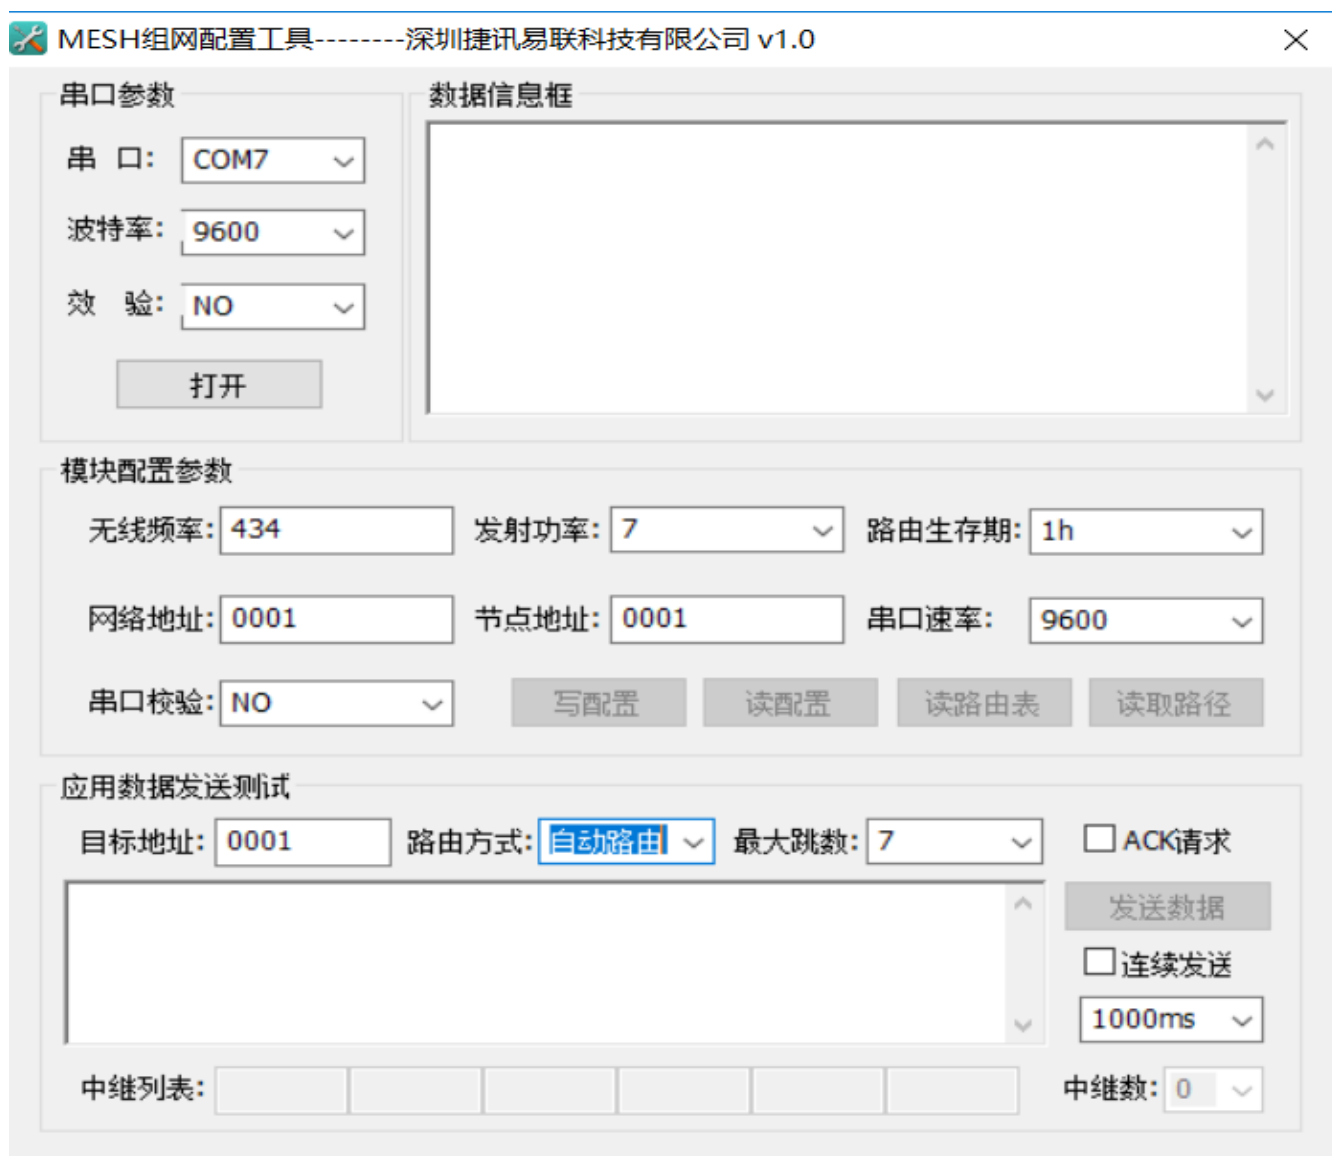 MESH组网配置工具--------深圳捷讯易联科技有限公司 v1.0
串口参数
串 口: COM7
波特率: 9600
效 验: NO
打开
数据信息框
模块配置参数
无线频率: 434 发射功率: 7 路由生存期: 1h
网络地址: 0001 节点地址: 0001 串口速率: 9600
串口校验: NO 写配置 读配置 读路由表 读取路径
应用数据发送测试
目标地址: 0001 路由方式: 自动路由 最大跳数: 7 ACK请求
发送数据
连续发送
1000ms
中继列表: 中继数: 0